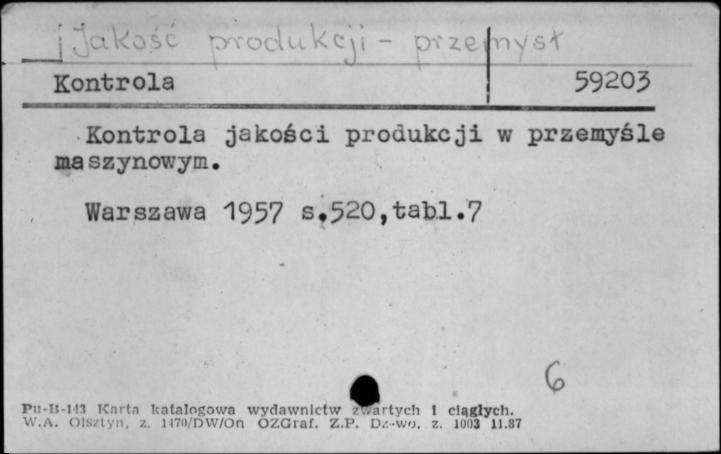 Jakość produkcji - przemysł
Kontrola 59203
Kontrola jakości produkcji w przemyśle
maszynowym.
Warszawa 1957 s.520,tabl.7
6
Pu-B-143 Karta katalogowa wydawnictw zwartych i ciągłych.
W.A. Olsztyn, z. 1470/DW/On OZGraf. Z.P. Dz-wo. z. 1003 11.87